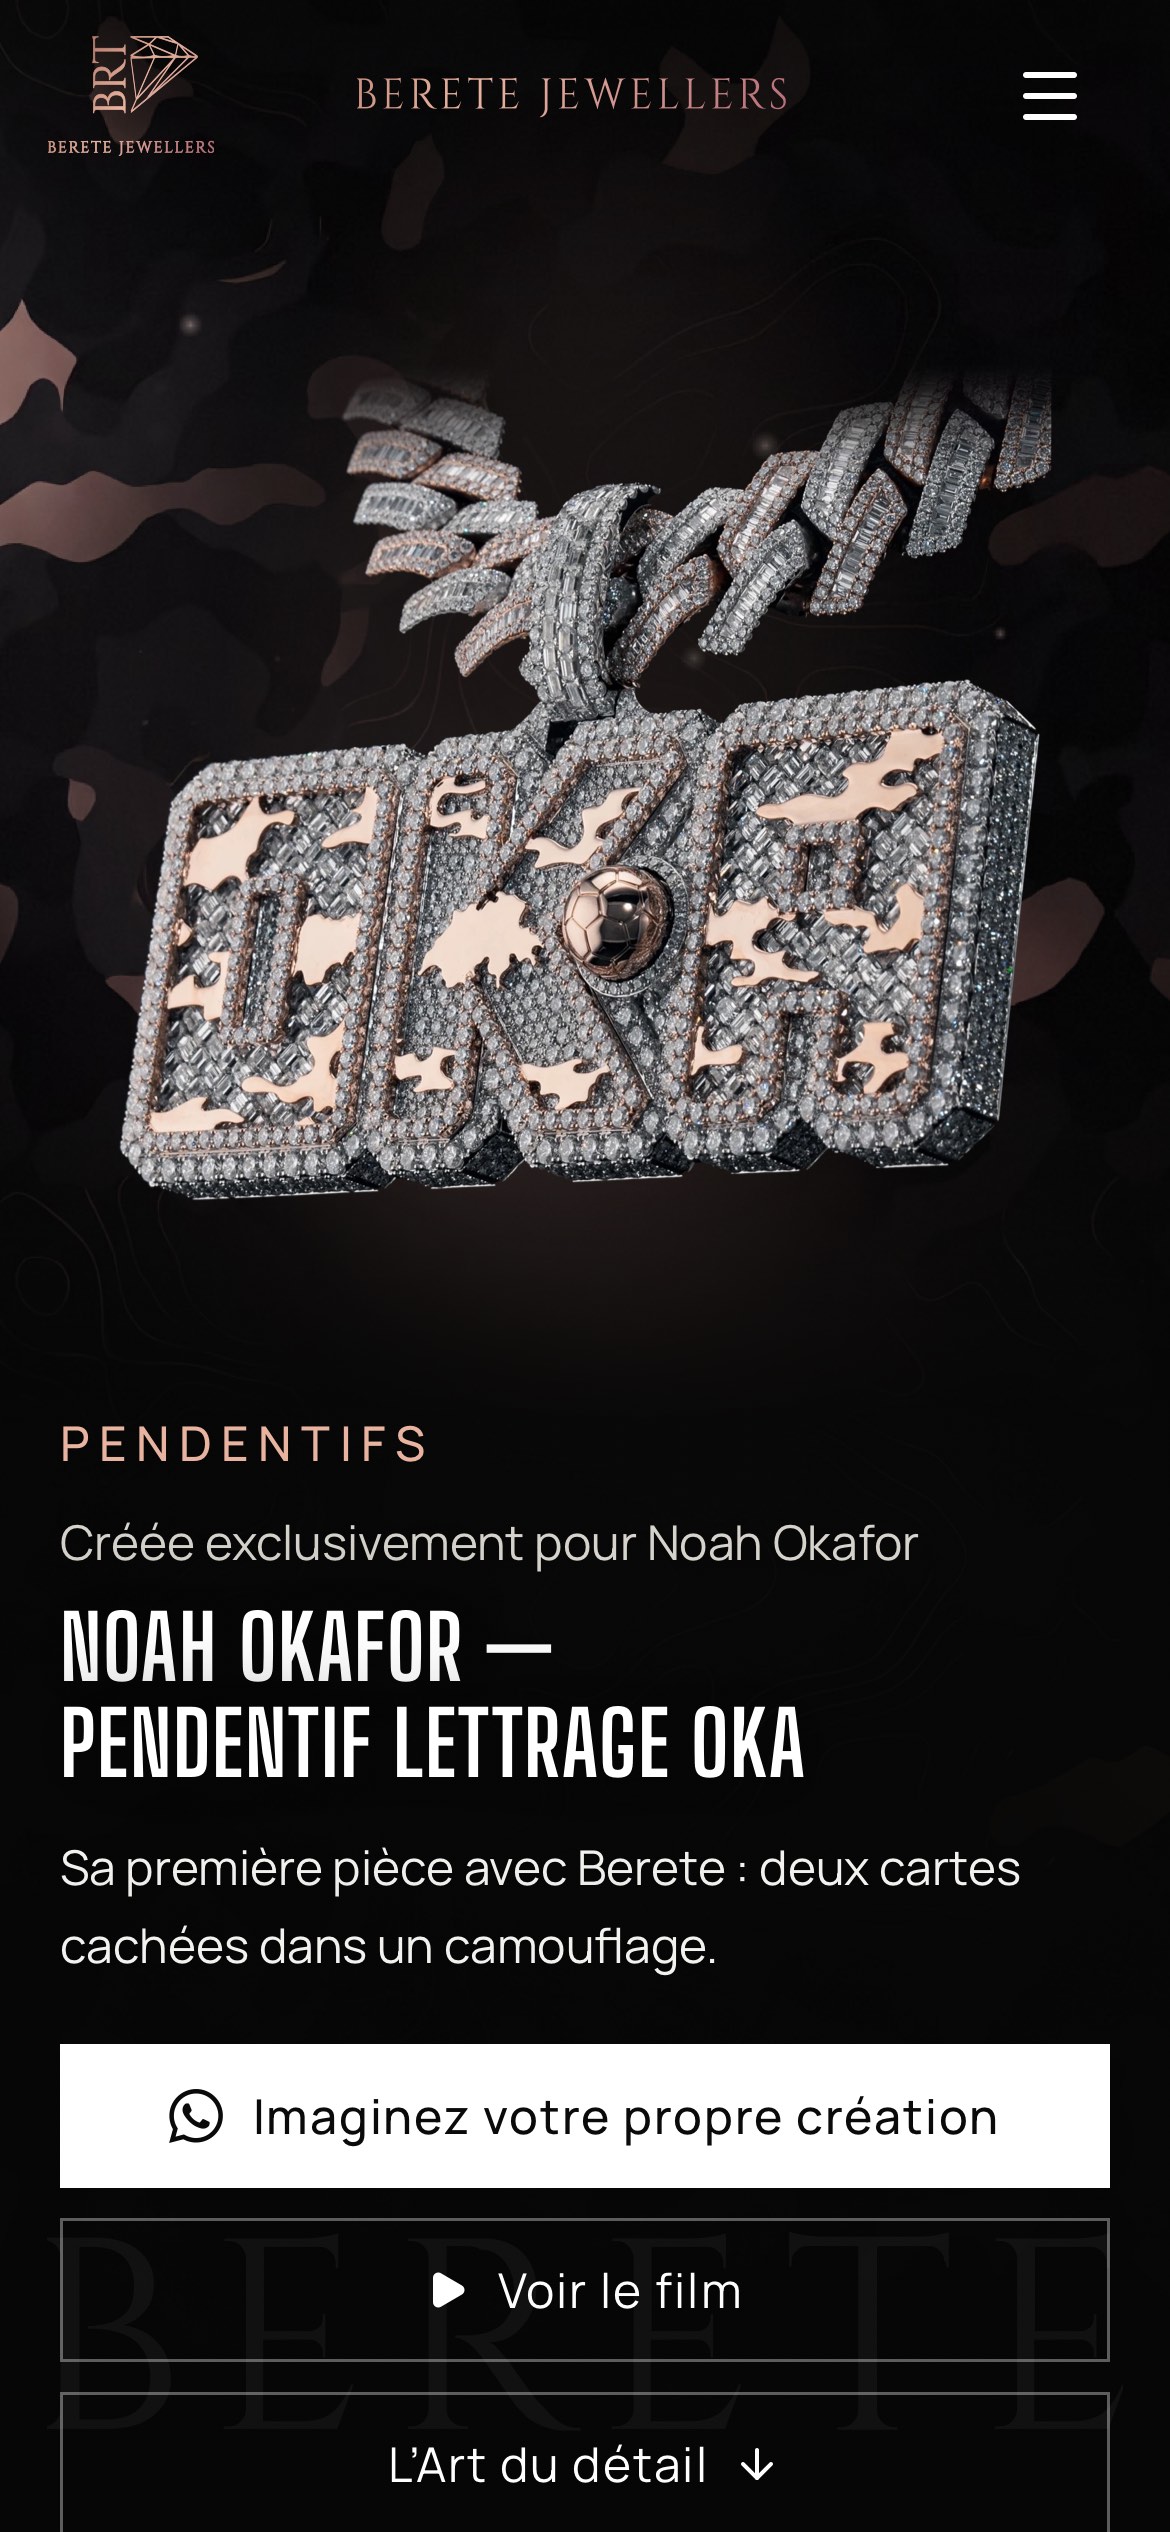 BRT
BERETE JEWELLERS
BERETE JEWELLERS
OKA
PENDENTIFS
Créée exclusivement pour Noah Okafor
NOAH OKAFOR —
PENDENTIF LETTRAGE OKA
Sa première pièce avec Berete : deux cartes
cachées dans un camouflage.
Imaginez votre propre création
BERETE
Voir le film
L’Art du détail ↓